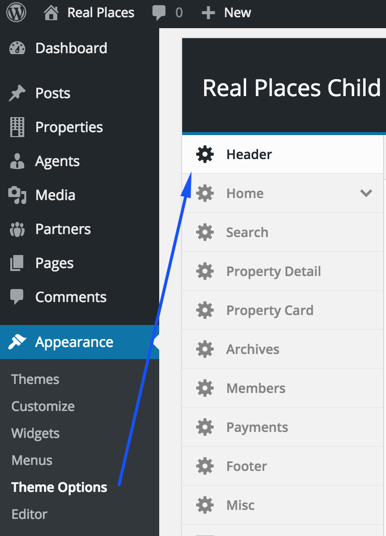 Real Places 0 New
Dashboard
Posts
Properties
Agents
Media
Partners
Pages
Comments
Appearance
Themes
Customize
Widgets
Menus
Theme Options
Editor
Real Places Child
Header
Home
Search
Property Detail
Property Card
Archives
Members
Payments
Footer
Misc